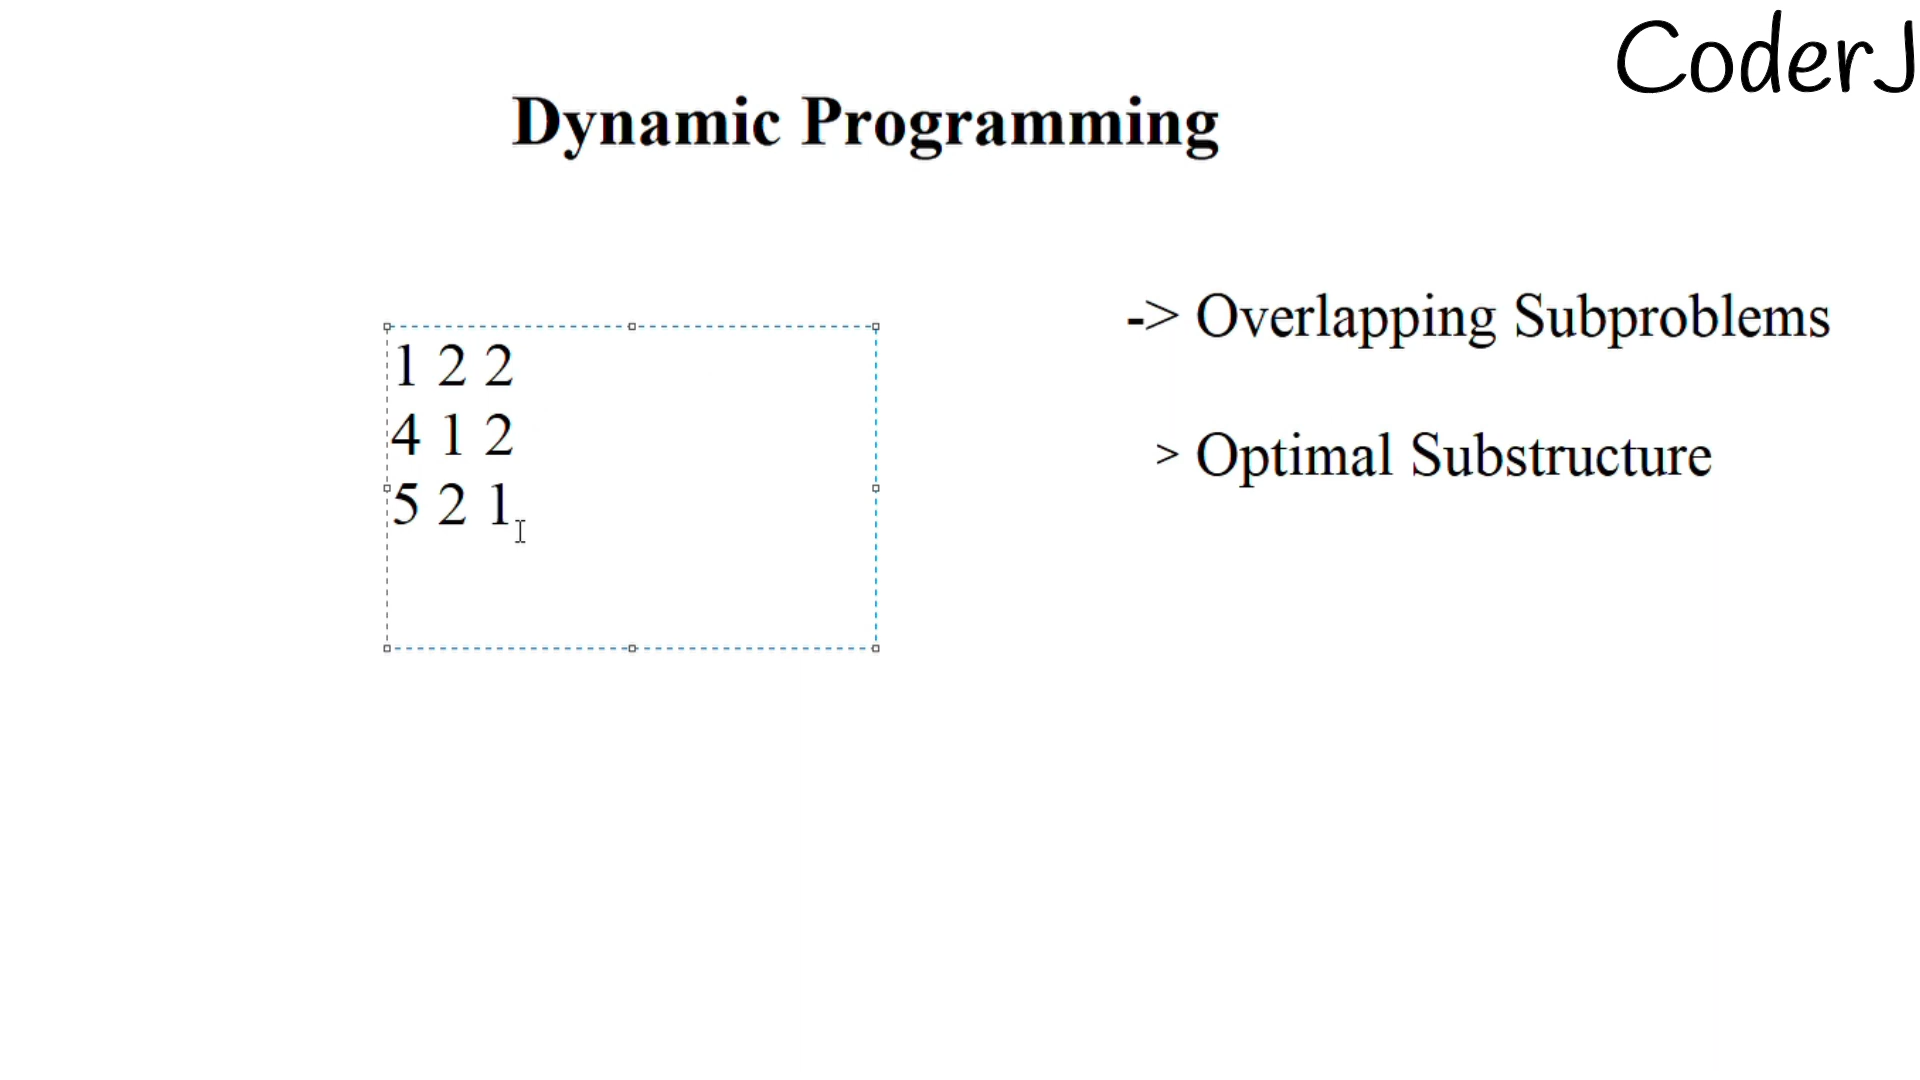 CoderJ
Dynamic Programming
1 2 2
4 1 2
5 2 1
-> Overlapping Subproblems
> Optimal Substructure